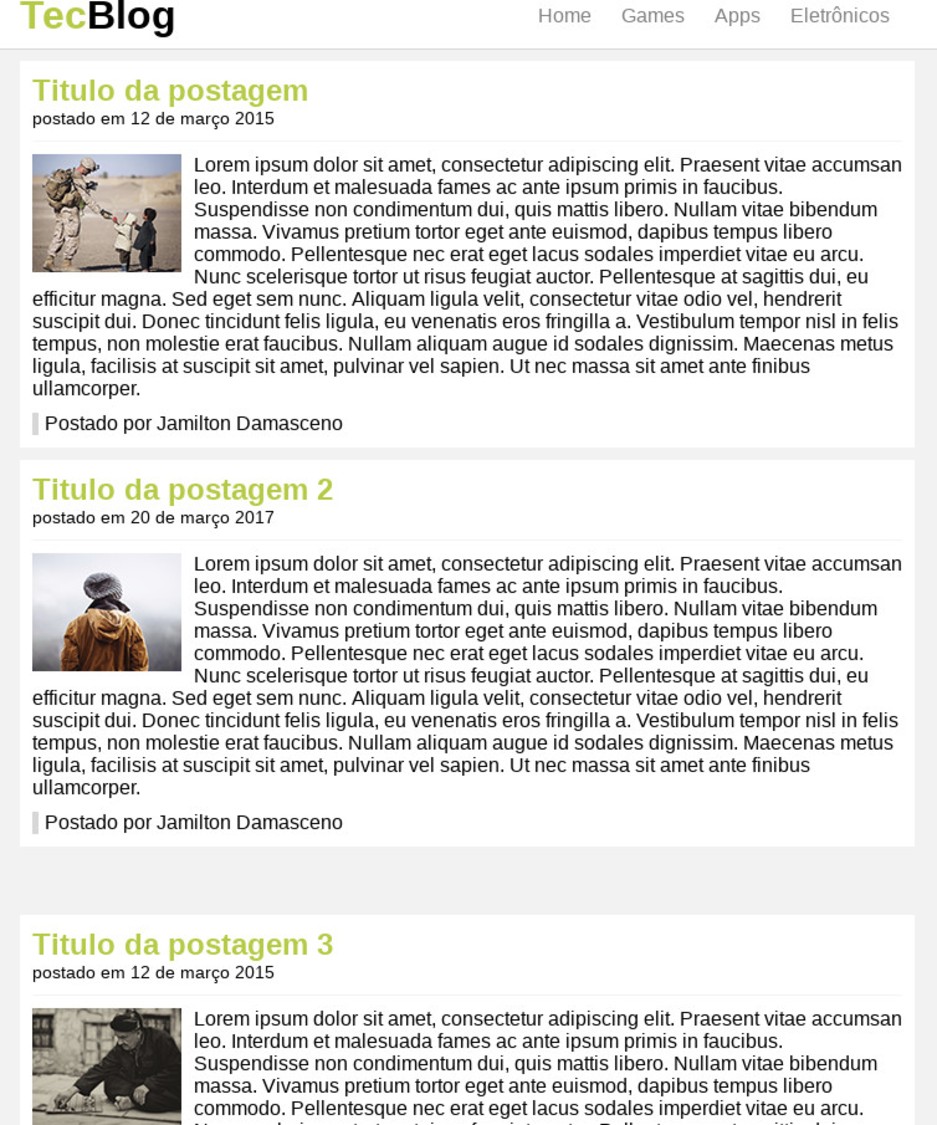 TecBlog
Home Games Apps Eletrônicos
Titulo da postagem
postado em 12 de março 2015
Lorem ipsum dolor sit amet, consectetur adipiscing elit. Praesent vitae accumsan
leo. Interdum et malesuada fames ac ante ipsum primis in faucibus.
Suspendisse non condimentum dui, quis mattis libero. Nullam vitae bibendum
massa. Vivamus pretium tortor eget ante euismod, dapibus tempus libero
commodo. Pellentesque nec erat eget lacus sodales imperdiet vitae eu arcu.
Nunc scelerisque tortor ut risus feugiat auctor. Pellentesque at sagittis dui, eu
efficitur magna. Sed eget sem nunc. Aliquam ligula velit, consectetur vitae odio vel, hendrerit
suscipit dui. Donec tincidunt felis ligula, eu venenatis eros fringilla a. Vestibulum tempor nisl in felis
tempus, non molestie erat faucibus. Nullam aliquam augue id sodales dignissim. Maecenas metus
ligula, facilisis at suscipit sit amet, pulvinar vel sapien. Ut nec massa sit amet ante finibus
ullamcorper.
Postado por Jamilton Damasceno
Titulo da postagem 2
postado em 20 de março 2017
Lorem ipsum dolor sit amet, consectetur adipiscing elit. Praesent vitae accumsan
leo. Interdum et malesuada fames ac ante ipsum primis in faucibus.
Suspendisse non condimentum dui, quis mattis libero. Nullam vitae bibendum
massa. Vivamus pretium tortor eget ante euismod, dapibus tempus libero
commodo. Pellentesque nec erat eget lacus sodales imperdiet vitae eu arcu.
Nunc scelerisque tortor ut risus feugiat auctor. Pellentesque at sagittis dui, eu
efficitur magna. Sed eget sem nunc. Aliquam ligula velit, consectetur vitae odio vel, hendrerit
suscipit dui. Donec tincidunt felis ligula, eu venenatis eros fringilla a. Vestibulum tempor nisl in felis
tempus, non molestie erat faucibus. Nullam aliquam augue id sodales dignissim. Maecenas metus
ligula, facilisis at suscipit sit amet, pulvinar vel sapien. Ut nec massa sit amet ante finibus
ullamcorper.
Postado por Jamilton Damasceno
Titulo da postagem 3
postado em 12 de março 2015
Lorem ipsum dolor sit amet, consectetur adipiscing elit. Praesent vitae accumsan
leo. Interdum et malesuada fames ac ante ipsum primis in faucibus.
Suspendisse non condimentum dui, quis mattis libero. Nullam vitae bibendum
massa. Vivamus pretium tortor eget ante euismod, dapibus tempus libero
commodo. Pellentesque nec erat eget lacus sodales imperdiet vitae eu arcu.